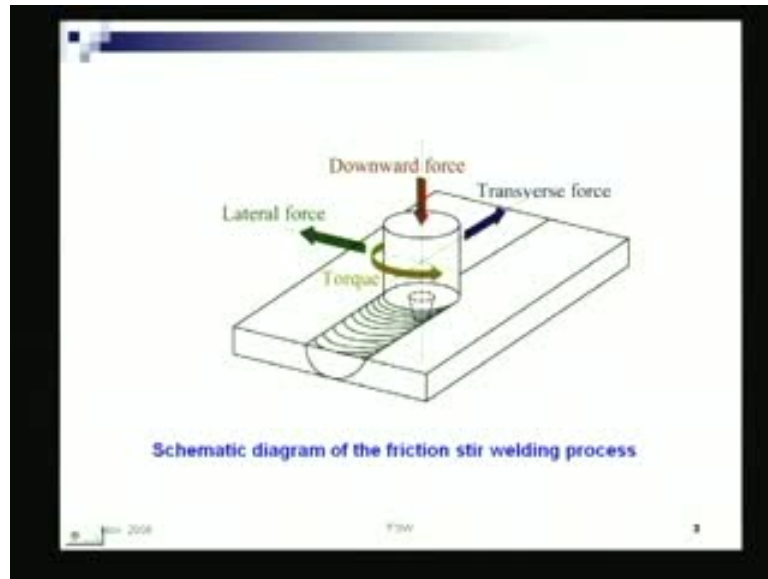 Downward force
Transverse force
Lateral force
Torque
Schematic diagram of the friction stir welding process
2008
FSW
3